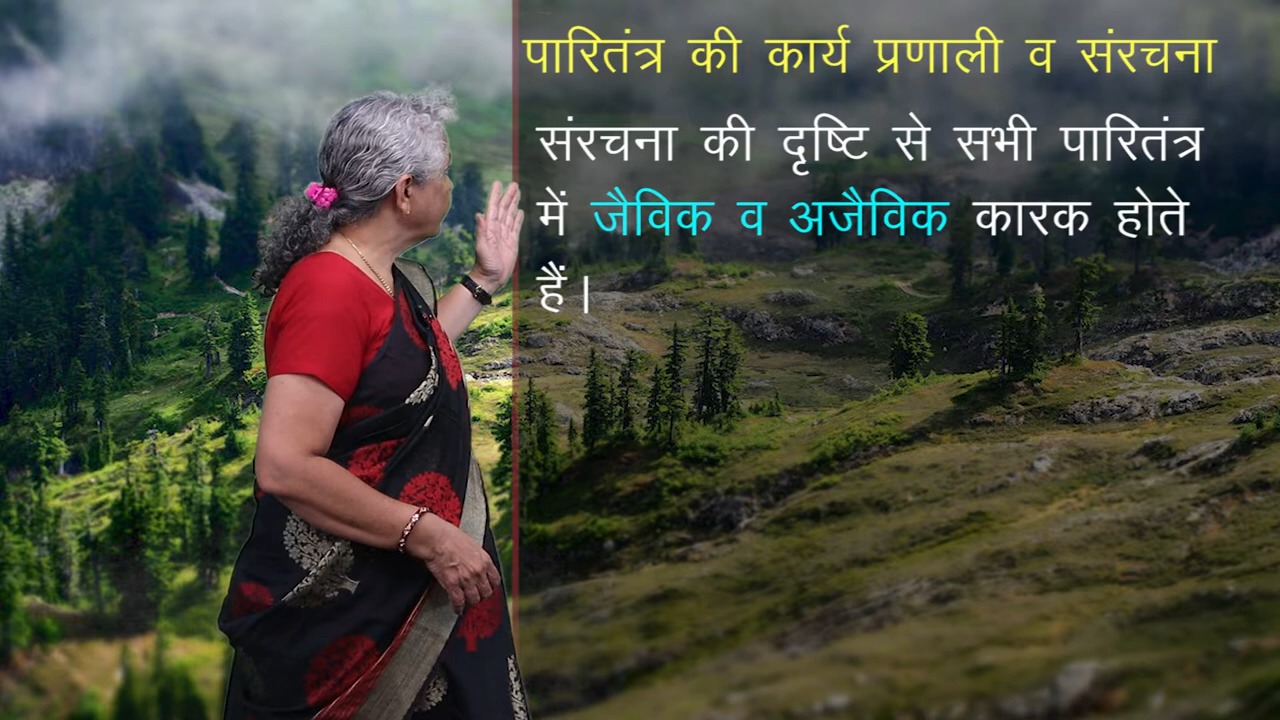 पारितंत्र की कार्य प्रणाली व संरचना
संरचना की दृष्टि से सभी पारितंत्र
में जैविक व अजैविक कारक होते
हैं।